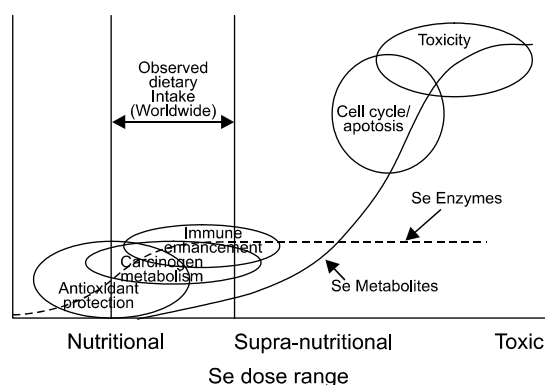 Toxicity
Observed
dietary
Intake
(Worldwide)
Cell cycle/
apotosis
Se Enzymes
Immune
enhancement
Carcinogen
metabolism
Se Metabolites
Antioxidant
protection
Nutritional
Supra-nutritional
Toxic
Se dose range